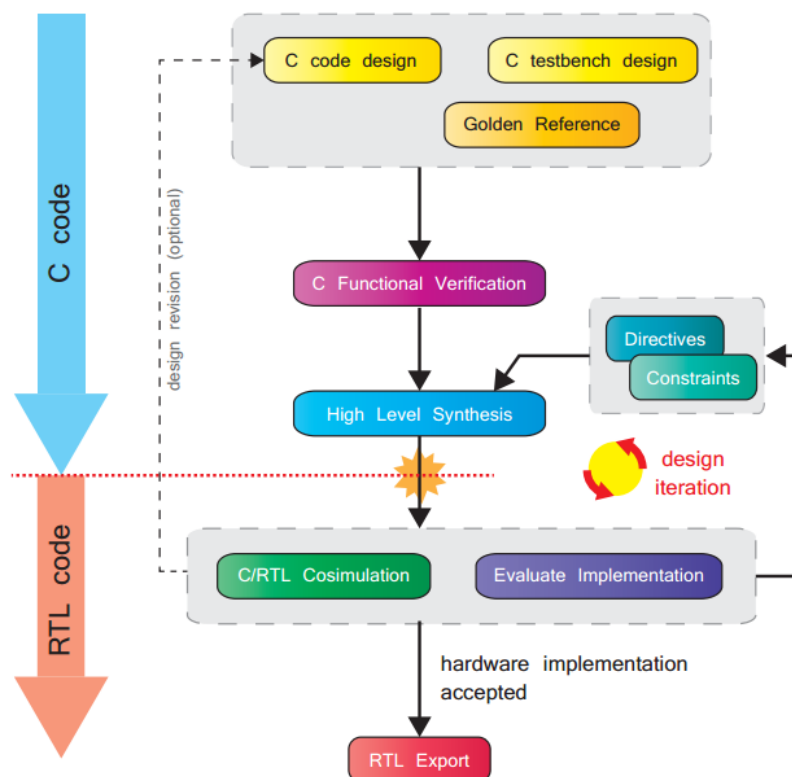 C code design
C testbench design
Golden Reference
C code
design revision (optional)
C Functional Verification
Directives
Constraints
High Level Synthesis
design
iteration
RTL code
C/RTL Cosimulation
Evaluate Implementation
hardware implementation
accepted
RTL Export